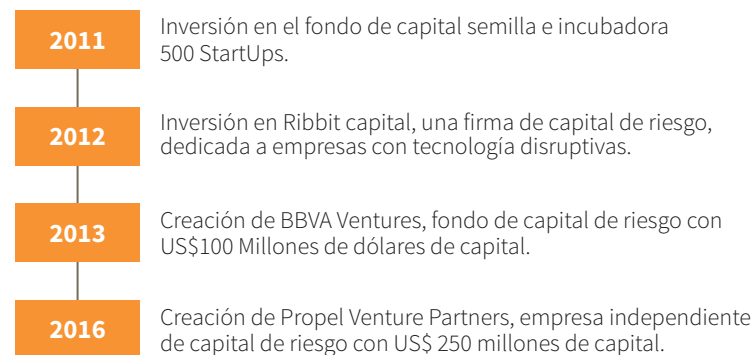 2011
Inversión en el fondo de capital semilla e incubadora
500 StartUps.
2012
Inversión en Ribbit capital, una firma de capital de riesgo,
dedicada a empresas con tecnología disruptivas.
2013
Creación de BBVA Ventures, fondo de capital de riesgo con
US$100 Millones de dólares de capital.
2016
Creación de Propel Venture Partners, empresa independiente
de capital de riesgo con US$ 250 millones de capital.